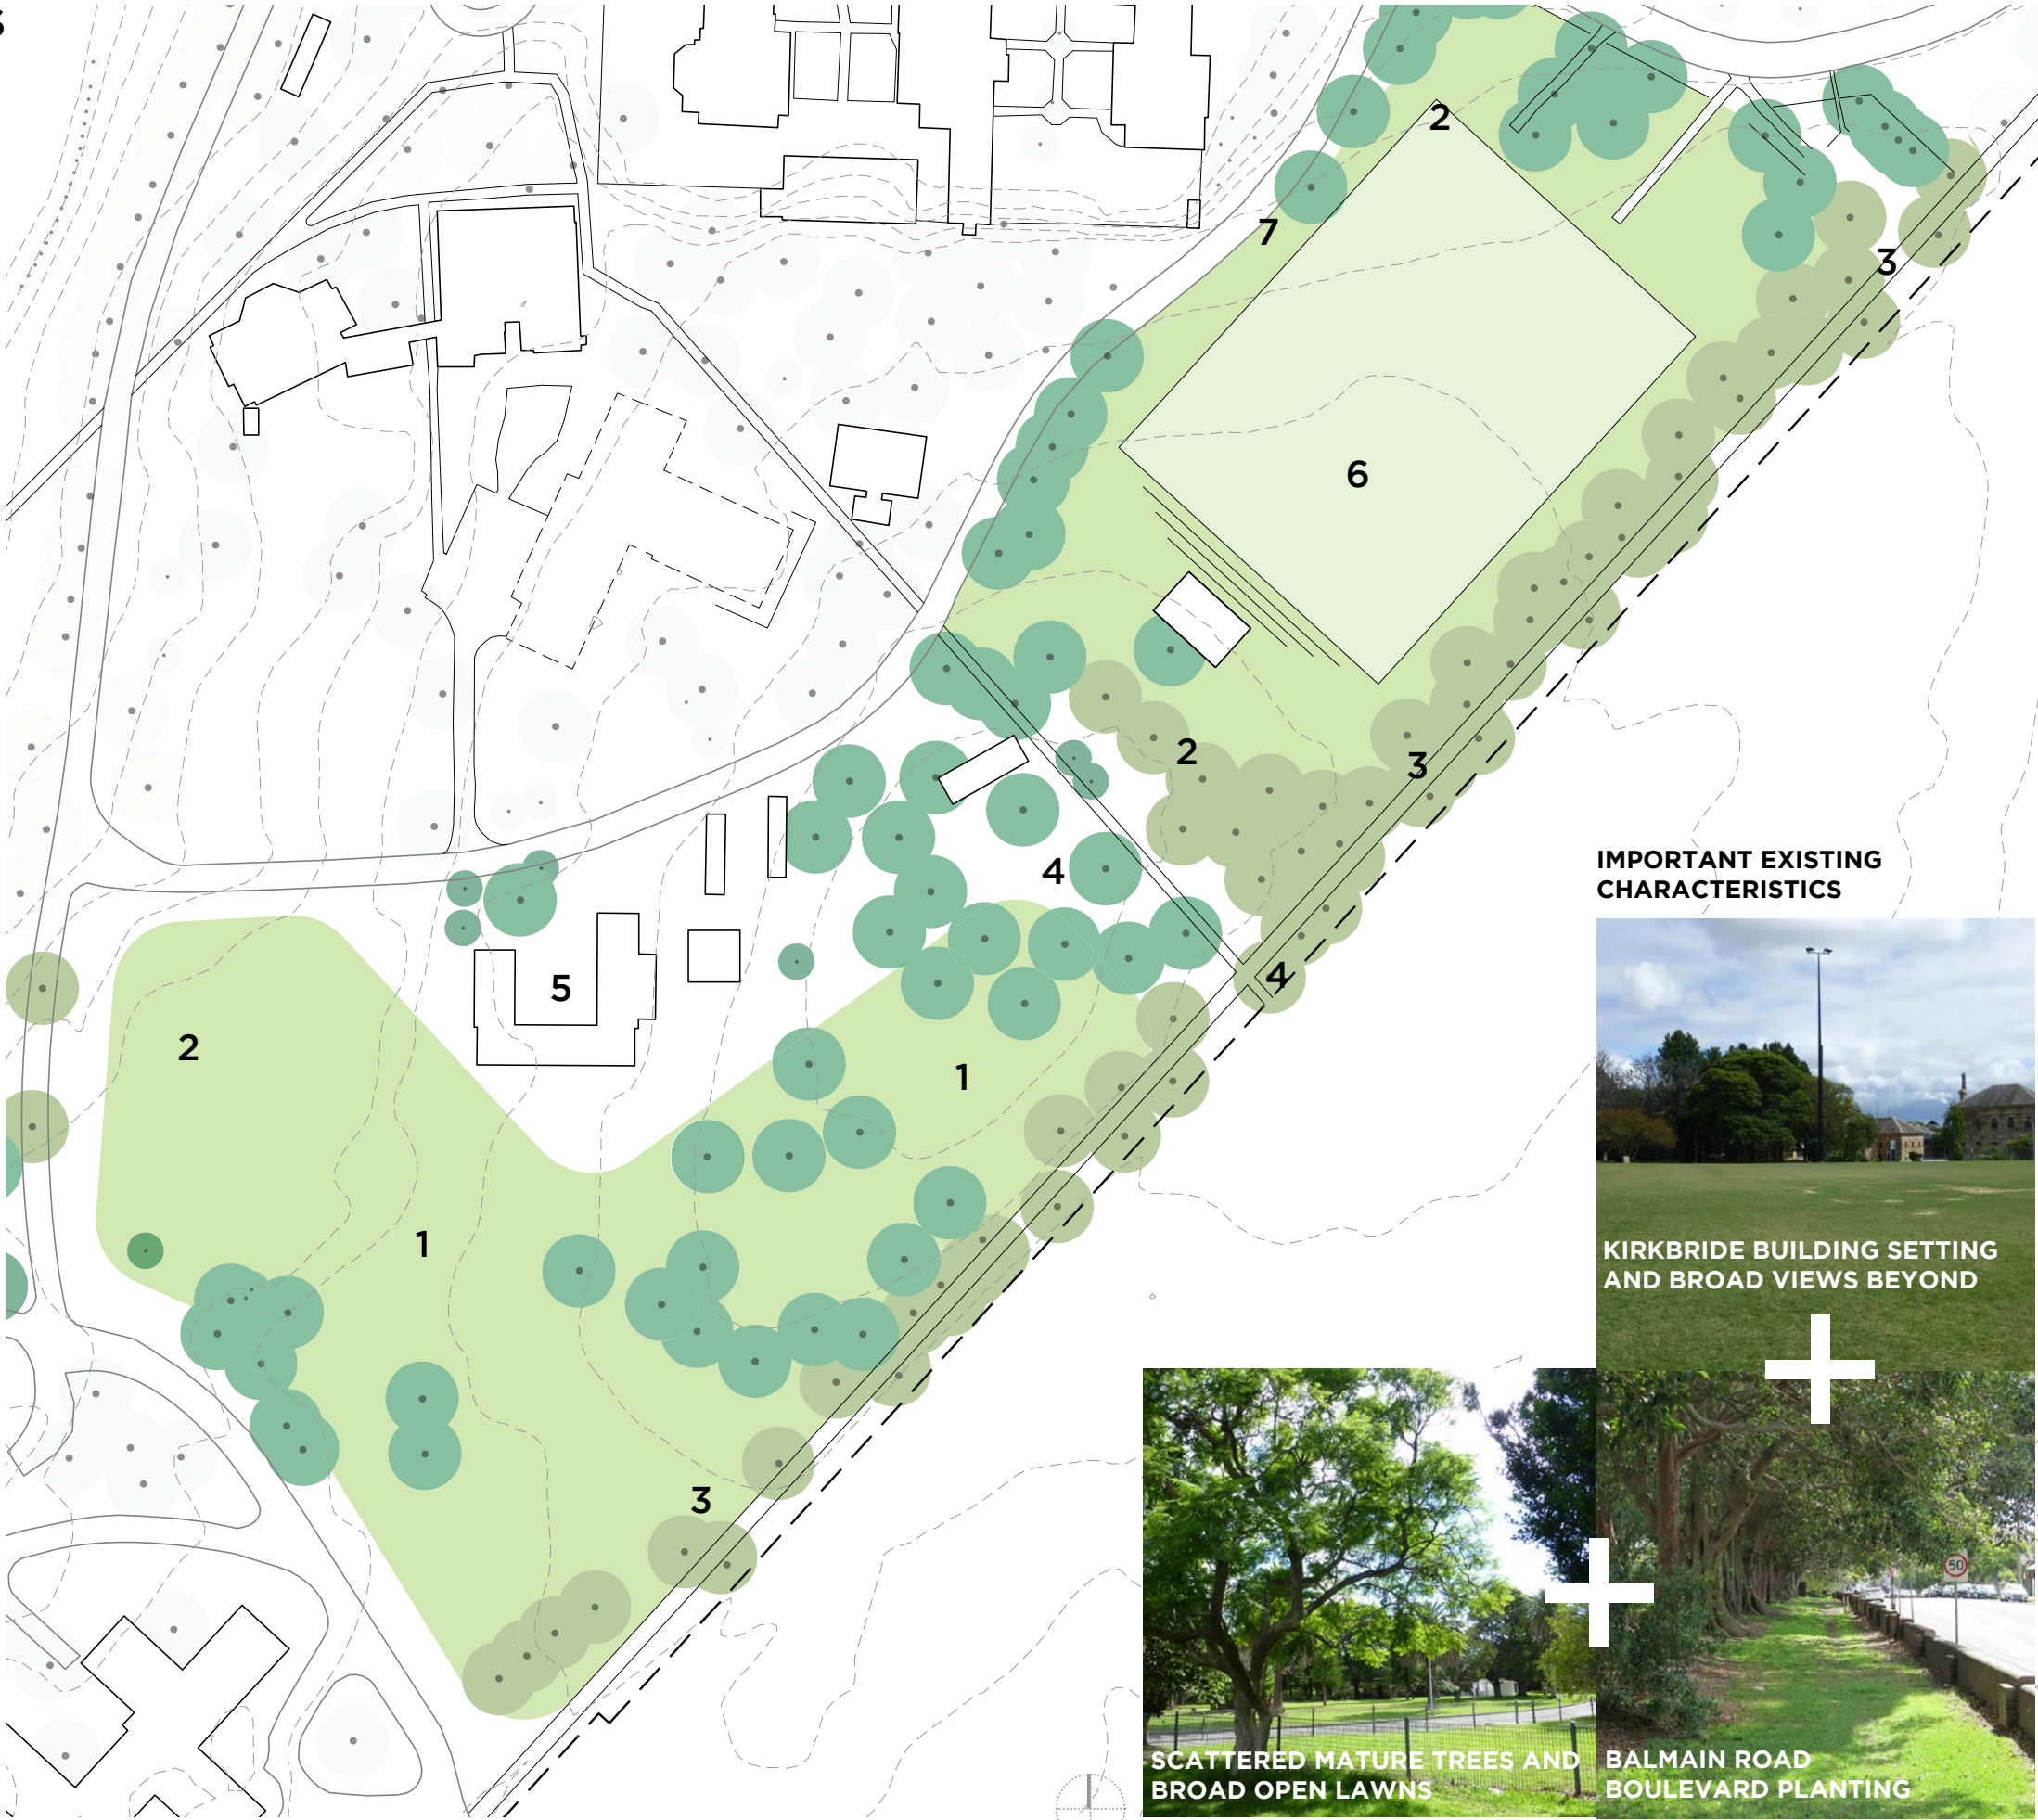 S
2
7
3
6
2
3
4
4
5
2
1
1
3
IMPORTANT EXISTING
CHARACTERISTICS
KIRKBRIDE BUILDING SETTING
AND BROAD VIEWS BEYOND
50
SCATTERED MATURE TREES AND
BROAD OPEN LAWNS
BALMAIN ROAD
BOULEVARD PLANTING